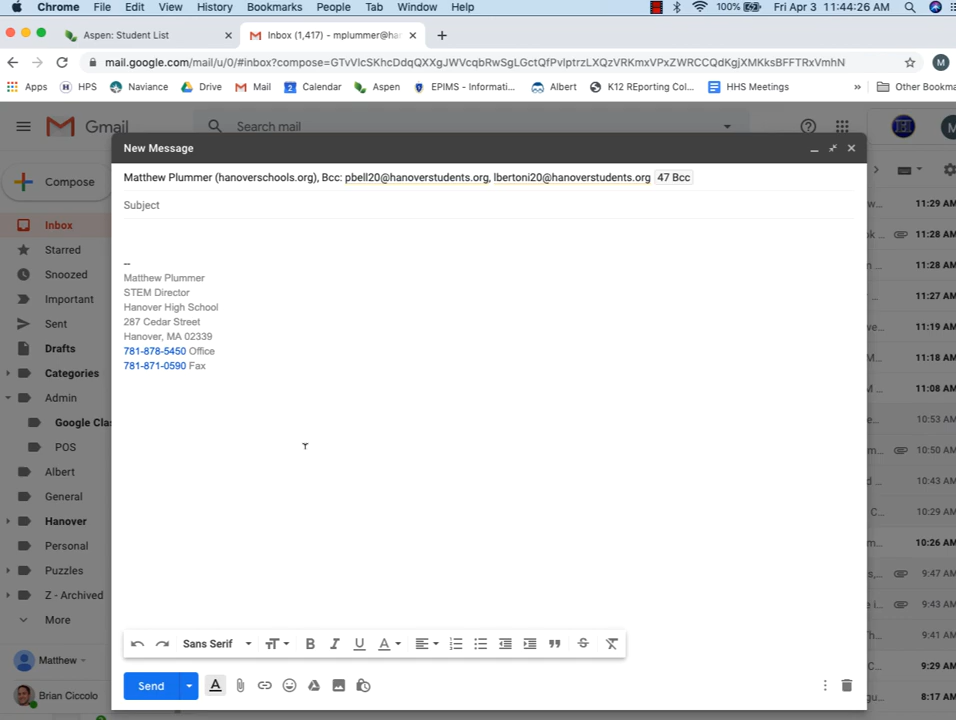 Chrome File Edit View History Bookmarks People Tab Window Help 100% Fri Apr 3 11:44:26 AM
Aspen: Student List Inbox (1,417) - mplummer@han
mail.google.com/mail/u/0/#inbox?compose=GTvVlcSKhcDdqQXXgJWVcqbRwSgLGctQfPvlptrzLXQzVRKmxVPxZWRCCQdKgjXMKksBFFTRxVmhN M
Apps HPS Naviance Drive Mail Calendar Aspen EPIMS - Informati... Albert K12 REporting Col... HHS Meetings » Other Bookma
Gmail Search mail
New Message
Compose
Matthew Plummer (hanoverschools.org), Bcc: pbell20@hanoverstudents.org, lbertoni20@hanoverstudents.org 47 Bcc
Subject
Inbox
Starred
Snoozed
Important
Sent
Drafts
Categories
Admin
Google Cla
POS
Albert
General
Hanover
Personal
Puzzles
Z - Archived
More
Matthew
Brian Ciccolo
--
Matthew Plummer
STEM Director
Hanover High School
287 Cedar Street
Hanover, MA 02339
781-878-5450 Office
781-871-0590 Fax
Sans Serif
Send
11:29 AM
11:28 AM
11:28 AM
11:27 AM
11:19 AM
11:18 AM
11:08 AM
10:53 AM
10:50 AM
10:43 AM
10:29 AM
10:26 AM
9:47 AM
9:43 AM
9:41 AM
9:29 AM
8:17 AM